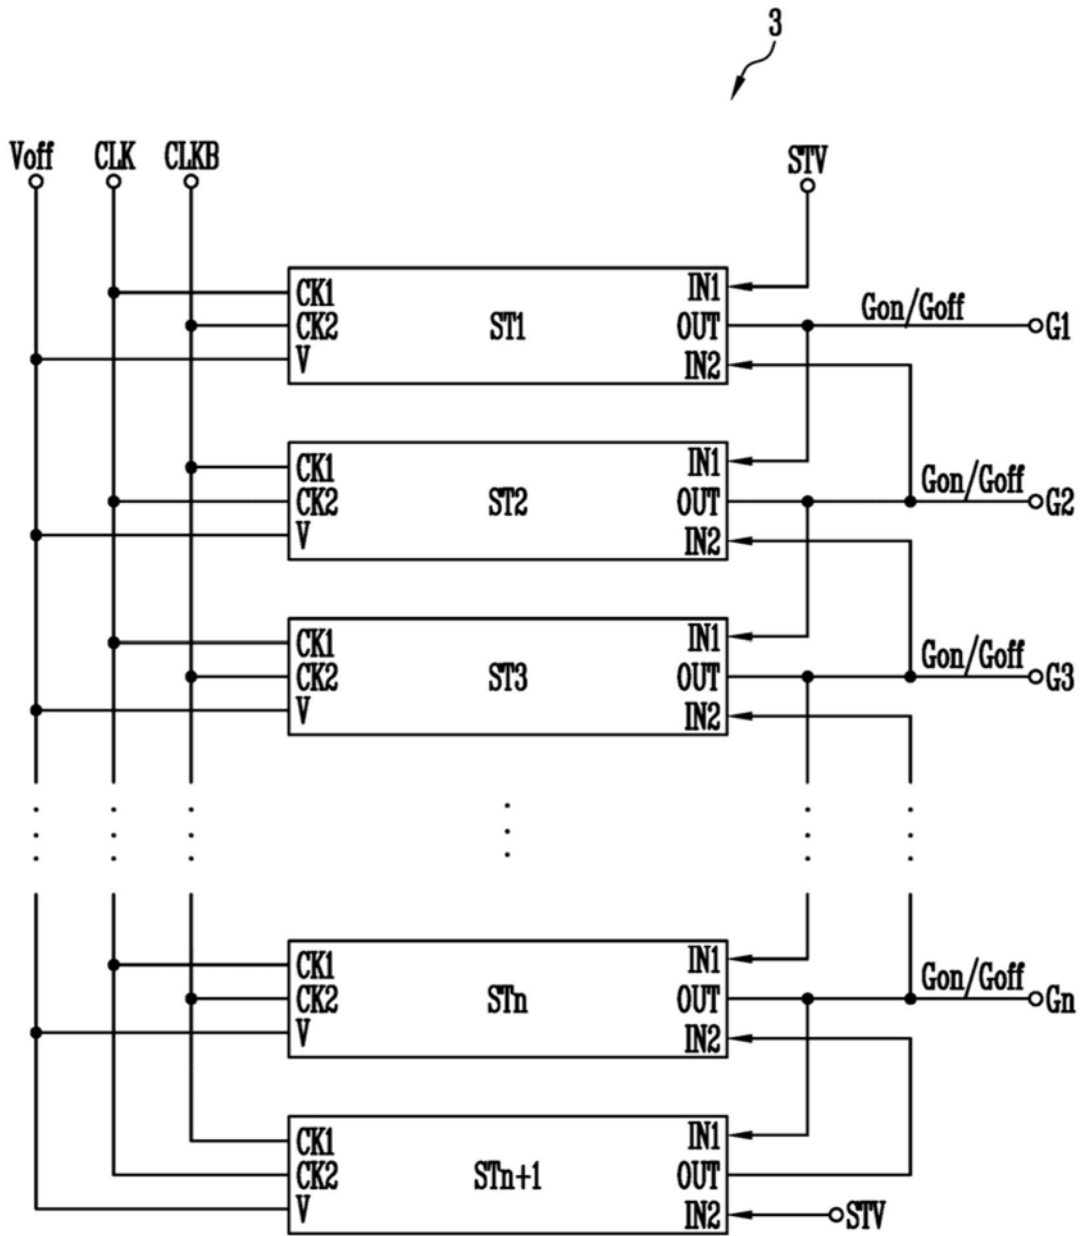 3
Voff CLK CLKB STV
CK1 IN1
CK2 ST1 OUT Gon/Goff G1
V IN2
CK1 IN1
CK2 ST2 OUT Gon/Goff G2
V IN2
CK1 IN1
CK2 ST3 OUT Gon/Goff G3
V IN2
CK1 IN1
CK2 STn OUT Gon/Goff Gn
V IN2
CK1 IN1
CK2 STn+1 OUT
V IN2 STV